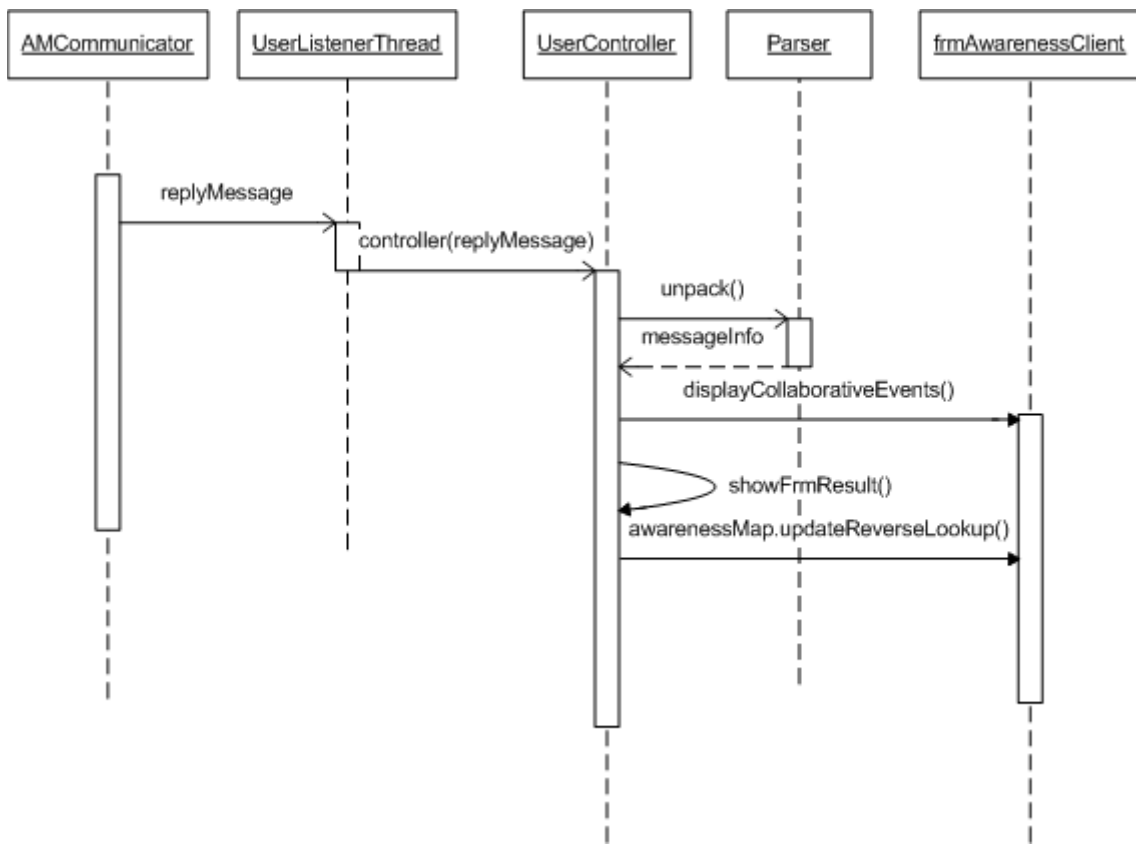 AMCommunicator
UserListenerThread
UserController
Parser
frmAwarenessClient
replyMessage
controller(replyMessage)
unpack()
messageInfo
displayCollaborativeEvents()
showFrmResult()
awarenessMap.updateReverseLookup()